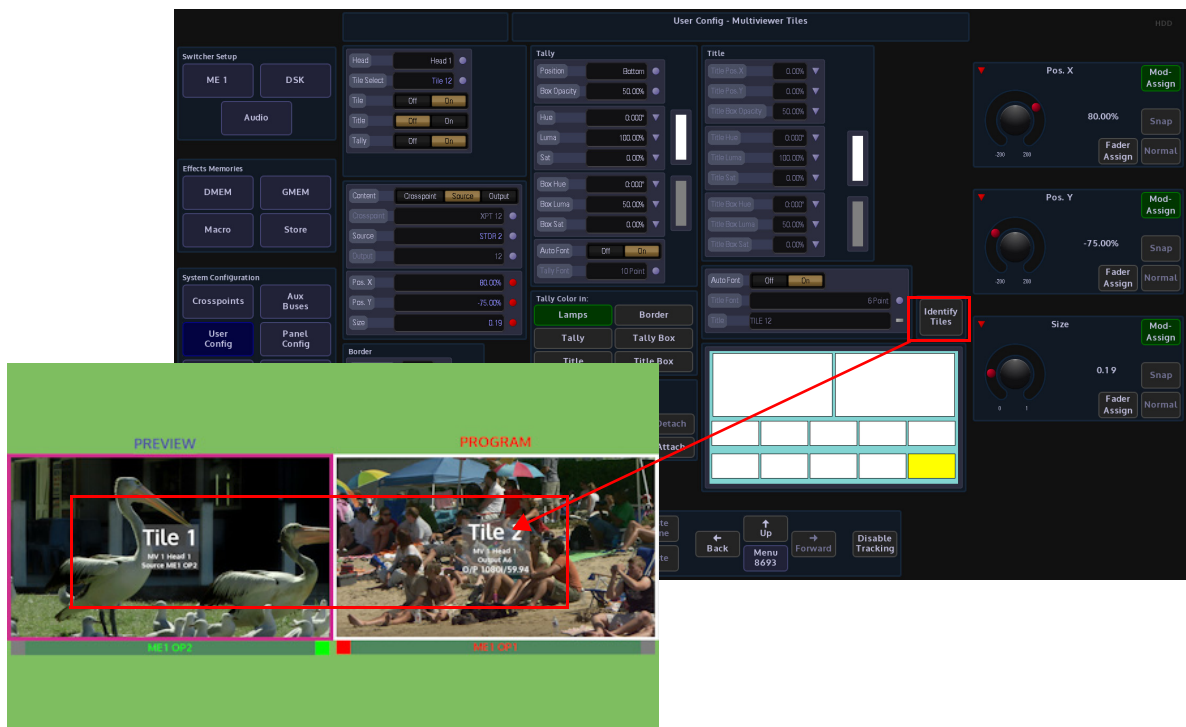 User Config - Multiviewer Tiles
HDD
Switcher Setup
ME 1
DSK
Audio
Effects Memories
DMEM
GMEM
Macro
Store
System Configuration
Crosspoints
Aux Buses
User Config
Panel Config
Head
Head 1
Tile Select
Tile 12
Tile
Off
On
Title
Off
On
Tally
Off
On
Content
Crosspoint
Source
Output
Crosspoint
XPT 12
Source
STDR 2
Output
12
Pos. X
80.00%
Pos. Y
-75.00%
Size
0.19
Border
Tally
Position
Bottom
Box Opacity
50.00%
Hue
0.000°
Luma
100.00%
Sat
0.00%
Box Hue
0.000°
Box Luma
50.00%
Box Sat
0.00%
Auto Font
Off
On
Tally Font
10 Point
Tally Color in:
Lamps
Border
Tally
Tally Box
Title
Title Box
Detach
Attach
Title
Title Pos. X
0.00%
Title Pos. Y
0.00%
Title Box Opacity
50.00%
Title Hue
0.000°
Title Luma
100.00%
Title Sat
0.00%
Title Box Hue
0.000°
Title Box Luma
50.00%
Title Box Sat
0.00%
Auto Font
Off
On
Title Font
6 Point
Title
TILE 12
Identify
Tiles
Pos. X
Mod-
Assign
80.00%
Snap
-200
200
Fader
Assign
Normal
Pos. Y
Mod-
Assign
-75.00%
Snap
-200
200
Fader
Assign
Normal
Size
Mod-
Assign
0.19
Snap
0
1
Fader
Assign
Normal
Back
Up
Menu
8693
Forward
Disable
Tracking
PREVIEW
PROGRAM
Tile 1
MV 1 Head 1
Source ME1 OP2
Tile 2
MV 1 Head 1
Output A6
O/P 1080I/59.94
ME1 OP2
ME1 OP1